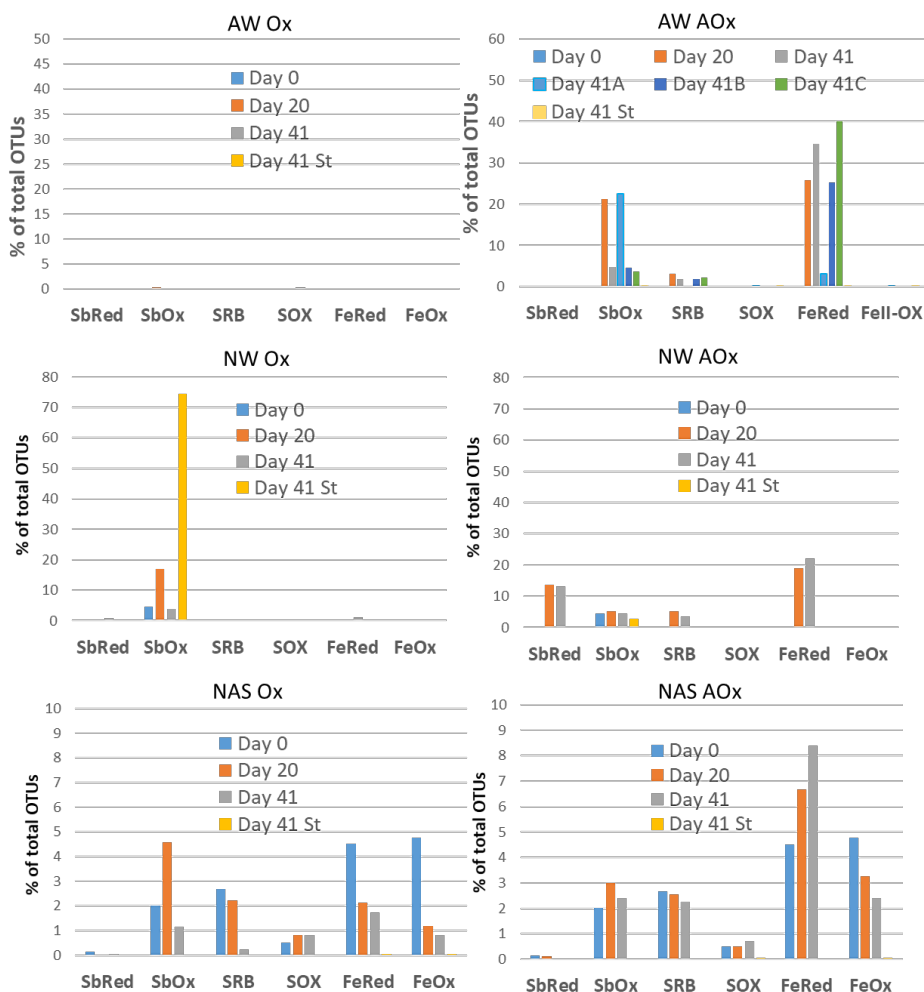 AW Ox
% of total OTUs
50
45
40
35
30
25
20
15
10
5
0
Day 0
Day 20
Day 41
Day 41 St
SbRed SbOx SRB SOX FeRed FeOx
AW AOx
% of total OTUs
60
50
40
30
20
10
0
Day 0 Day 20 Day 41
Day 41A Day 41B Day 41C
Day 41 St
SbRed SbOx SRB SOX FeRed FeII-OX
NW Ox
% of total OTUs
80
70
60
50
40
30
20
10
0
Day 0
Day 20
Day 41
Day 41 St
SbRed SbOx SRB SOX FeRed FeOx
NW AOx
% of total OTUs
80
70
60
50
40
30
20
10
0
Day 0
Day 20
Day 41
Day 41 St
SbRed SbOx SRB SOX FeRed FeOx
NAS Ox
% of total OTUs
10
9
8
7
6
5
4
3
2
1
0
Day 0
Day 20
Day 41
Day 41 St
SbRed SbOx SRB SOX FeRed FeOx
NAS AOx
% of total OTUs
10
9
8
7
6
5
4
3
2
1
0
Day 0
Day 20
Day 41
Day 41 St
SbRed SbOx SRB SOX FeRed FeOx